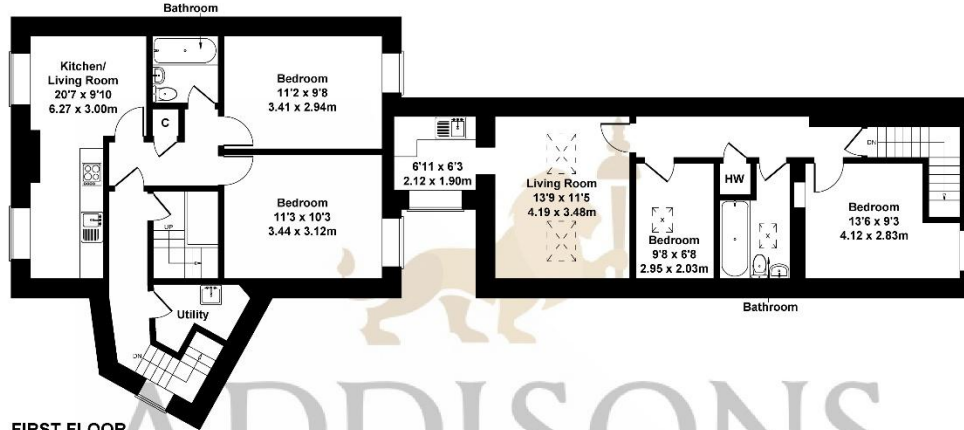 Bathroom
Kitchen/
Living Room
20'7 x 9'10
6.27 x 3.00m
Bedroom
11'2 x 9'8
3.41 x 2.94m
C
Bedroom
11'3 x 10'3
3.44 x 3.12m
UP
Utility
DN
6'11 x 6'3
2.12 x 1.90m
Living Room
13'9 x 11'5
4.19 x 3.48m
Bedroom
9'8 x 6'8
2.95 x 2.03m
HW
Bathroom
DN
Bedroom
13'6 x 9'3
4.12 x 2.83m
FIRST FLOOR
ADDISONS